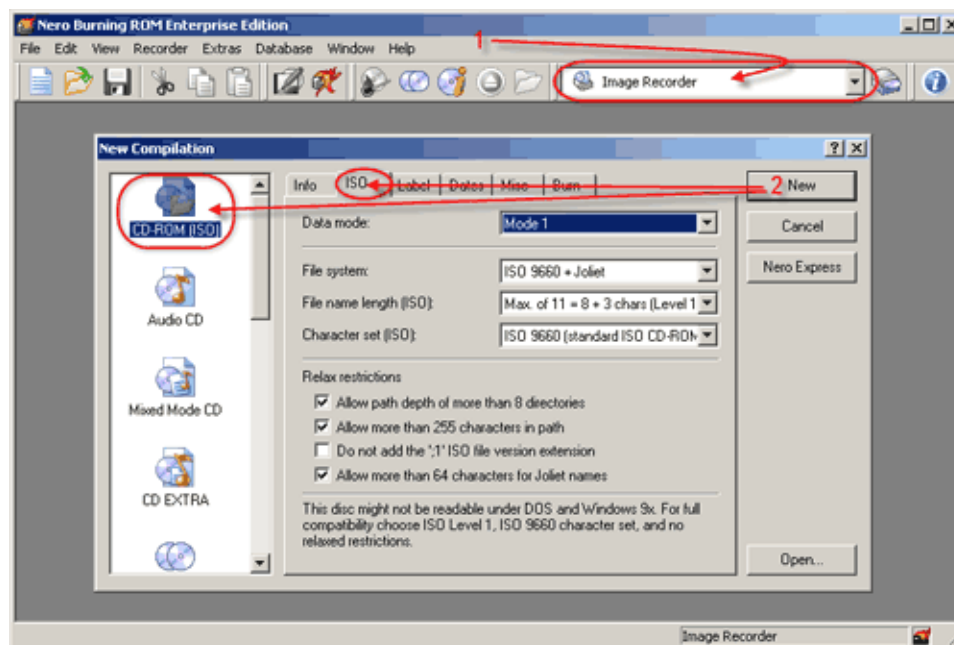 Nero Burning ROM Enterprise Edition
File Edit View Recorder Extras Database Window Help
1
Image Recorder
New Compilation
CD-ROM (ISO)
Audio CD
Mixed Mode CD
CD EXTRA
Info ISO Label Dates Misc Burn
2
New
Data mode: Mode 1
Cancel
File system: ISO 9660 + Joliet
Nero Express
File name length (ISO): Max. of 11 = 8 + 3 chars (Level 1
Character set (ISO): ISO 9660 (standard ISO CD-ROM
Relax restrictions
Allow path depth of more than 8 directories
Allow more than 255 characters in path
Do not add the ';1' ISO file version extension
Allow more than 64 characters for Joliet names
This disc might not be readable under DOS and Windows 9x. For full
compatibility choose ISO Level 1, ISO 9660 character set, and no
relaxed restrictions.
Open...
Image Recorder